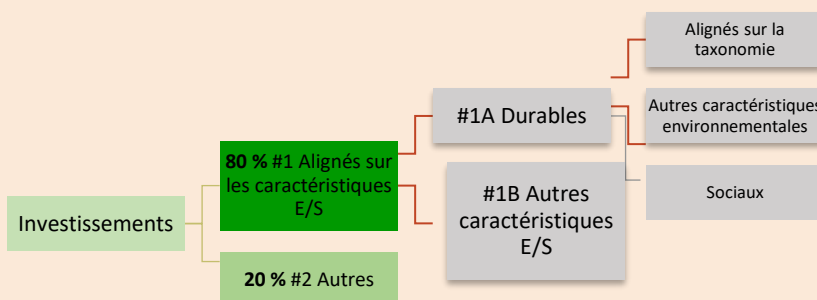 Alignés sur la
taxonomie
#1A Durables
Autres caractéristiques
environnementales
80 % #1 Alignés sur
les caractéristiques
E/S
#1B Autres
caractéristiques
E/S
Sociaux
Investissements
20 % #2 Autres